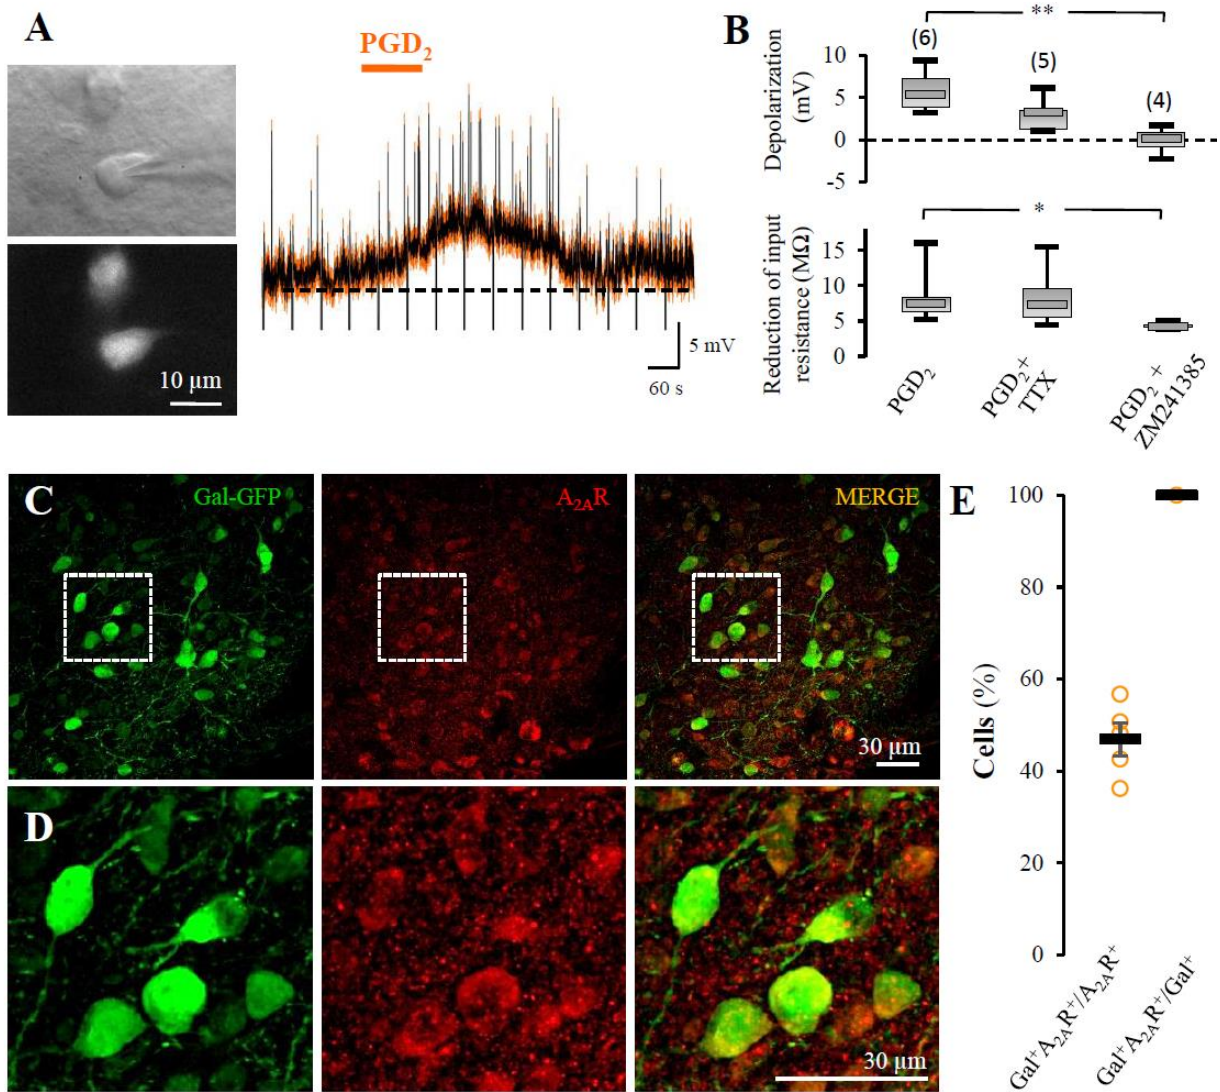 A
PGD2
10 µm
5 mV
60 s
B
**
(6)
(5)
(4)
Depolarization
(mV)
10
5
0
-5
*
Reduction of input
resistance (MΩ)
15
10
5
0
PGD2
PGD2+
TTX
PGD2 +
ZM241385
C
Gal-GFP
A2AR
MERGE
30 µm
D
30 µm
E
Cells (%)
100
80
60
40
20
0
Gal+A2AR+/A2AR+
Gal+A2AR+/Gal+